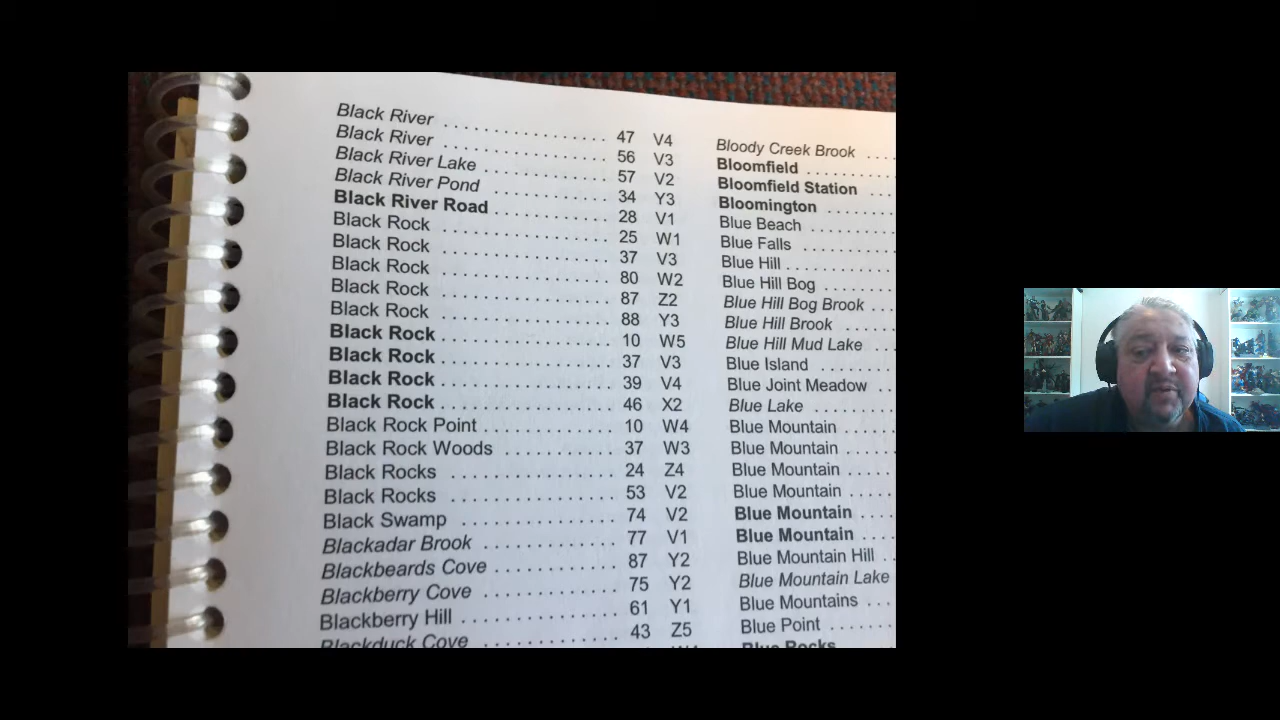 Black River .................. 47 V4
Black River .................. 56 V3
Black River Lake .............. 57 V2
Black River Pond .............. 34 Y3
Black River Road ............. 28 V1
Black Rock .................. 25 W1
Black Rock .................. 37 V3
Black Rock .................. 80 W2
Black Rock .................. 87 Z2
Black Rock .................. 88 Y3
Black Rock .................. 10 W5
Black Rock .................. 37 V3
Black Rock .................. 39 V4
Black Rock .................. 46 X2
Black Rock Point .............. 10 W4
Black Rock Woods ............ 37 W3
Black Rocks ................. 24 Z4
Black Rocks ................. 53 V2
Black Swamp ................ 74 V2
Blackadar Brook .............. 77 V1
Blackbeards Cove ............. 87 Y2
Blackberry Cove .............. 75 Y2
Blackberry Hill ................ 61 Y1
Blackduck Cove .............. 43 Z5
Bloody Creek Brook ....
Bloomfield ..........
Bloomfield Station ...
Bloomington ........
Blue Beach .........
Blue Falls ..........
Blue Hill ............
Blue Hill Bog ........
Blue Hill Bog Brook ....
Blue Hill Brook .......
Blue Hill Mud Lake ...
Blue Island .........
Blue Joint Meadow ..
Blue Lake .........
Blue Mountain ......
Blue Mountain ......
Blue Mountain ......
Blue Mountain .....
Blue Mountain ....
Blue Mountain ....
Blue Mountain Hill ..
Blue Mountain Lake
Blue Mountains ...
Blue Point .......
Blue Rocks